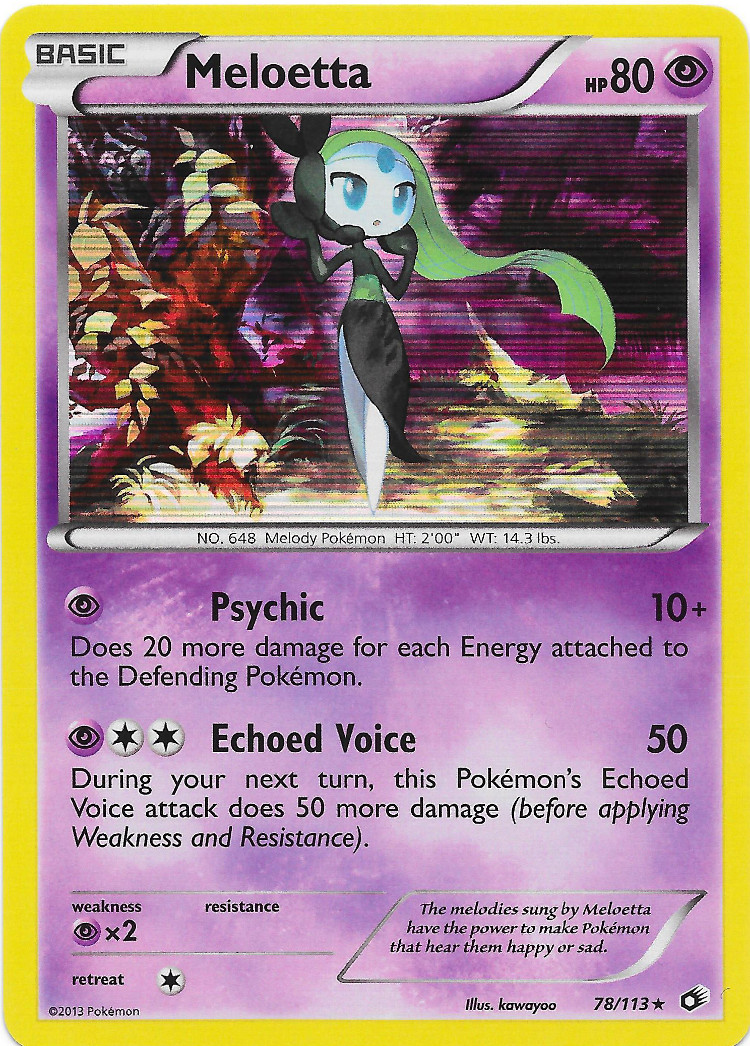 BASIC
Meloetta
HP80
NO. 648 Melody Pokémon HT: 2'00" WT: 14.3 lbs.
Psychic 10+
Does 20 more damage for each Energy attached to
the Defending Pokémon.
Echoed Voice 50
During your next turn, this Pokémon's Echoed
Voice attack does 50 more damage (before applying
Weakness and Resistance).
weakness resistance
×2
retreat
The melodies sung by Meloetta
have the power to make Pokémon
that hear them happy or sad.
©2013 Pokémon
Illus. kawayoo
78/113★